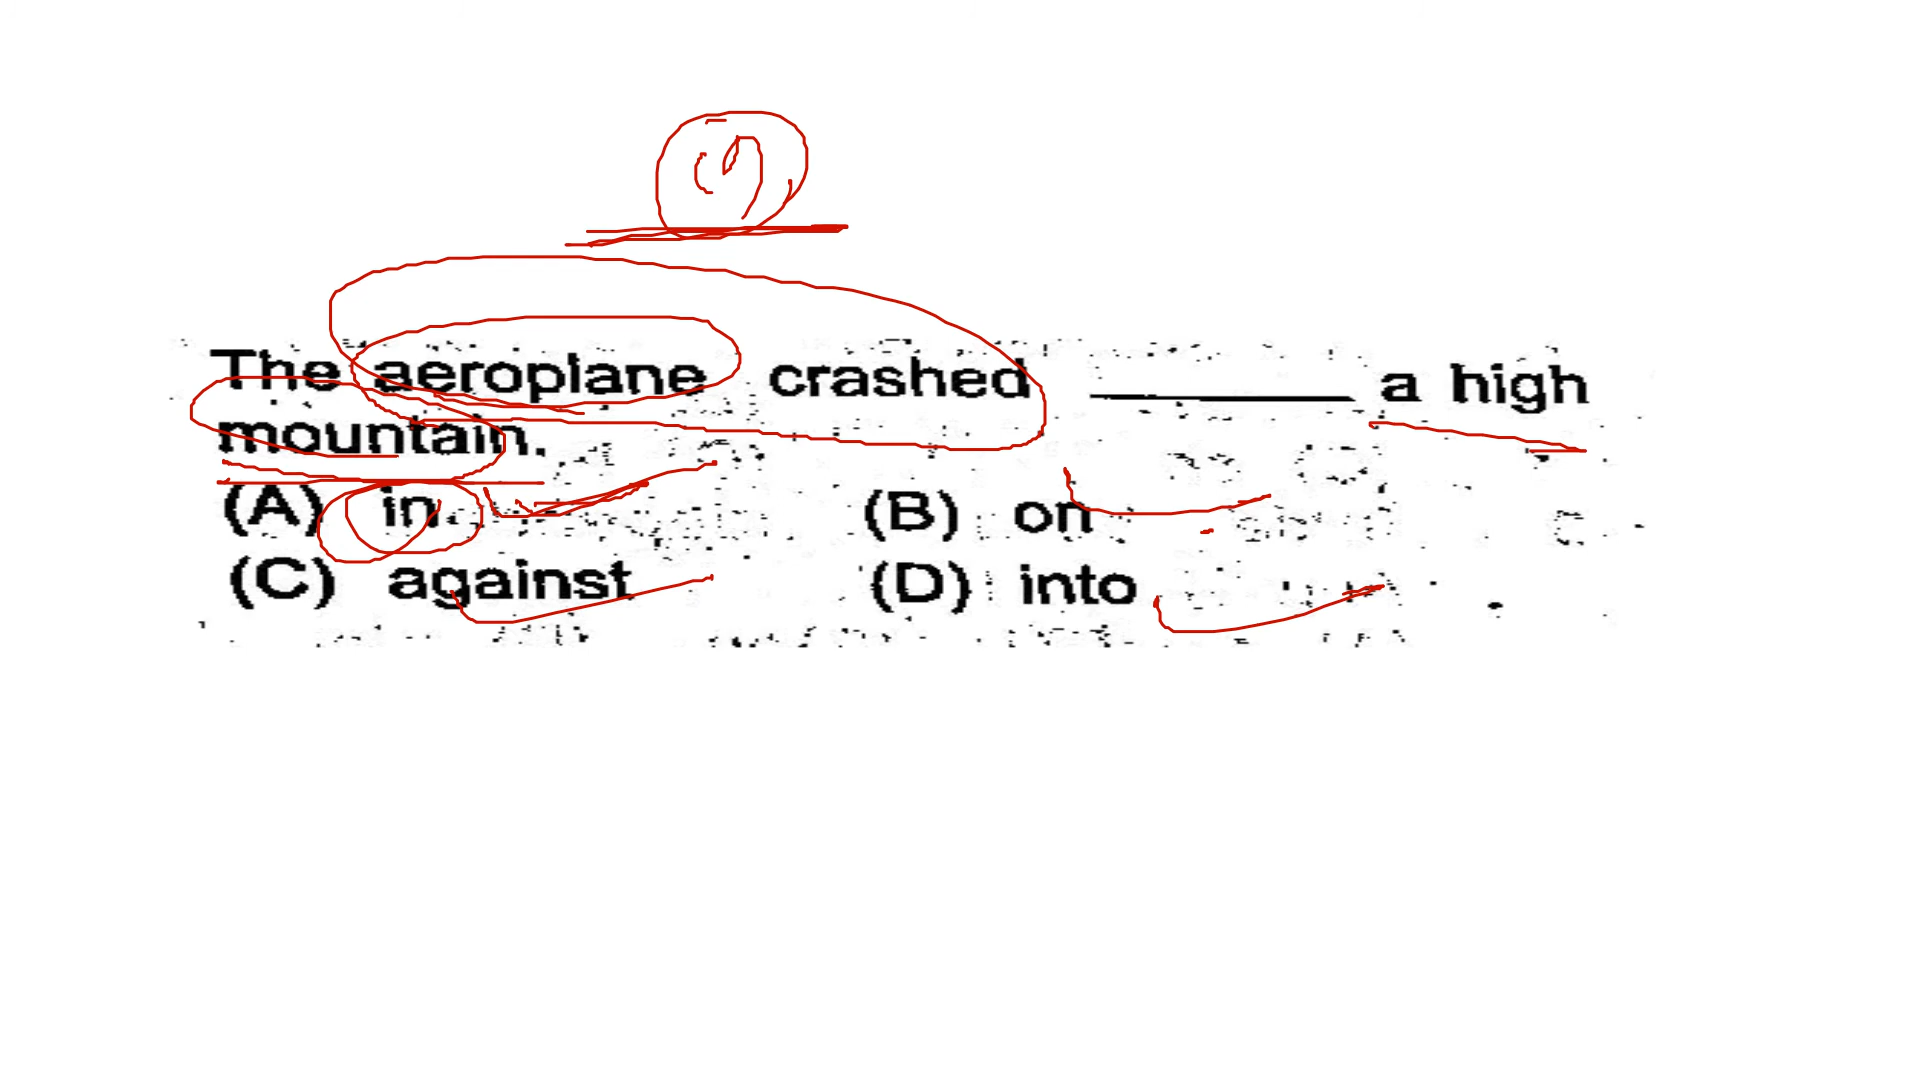 The aeroplane crashed ________ a high
mountain.
(A) in (B) on
(C) against (D) into